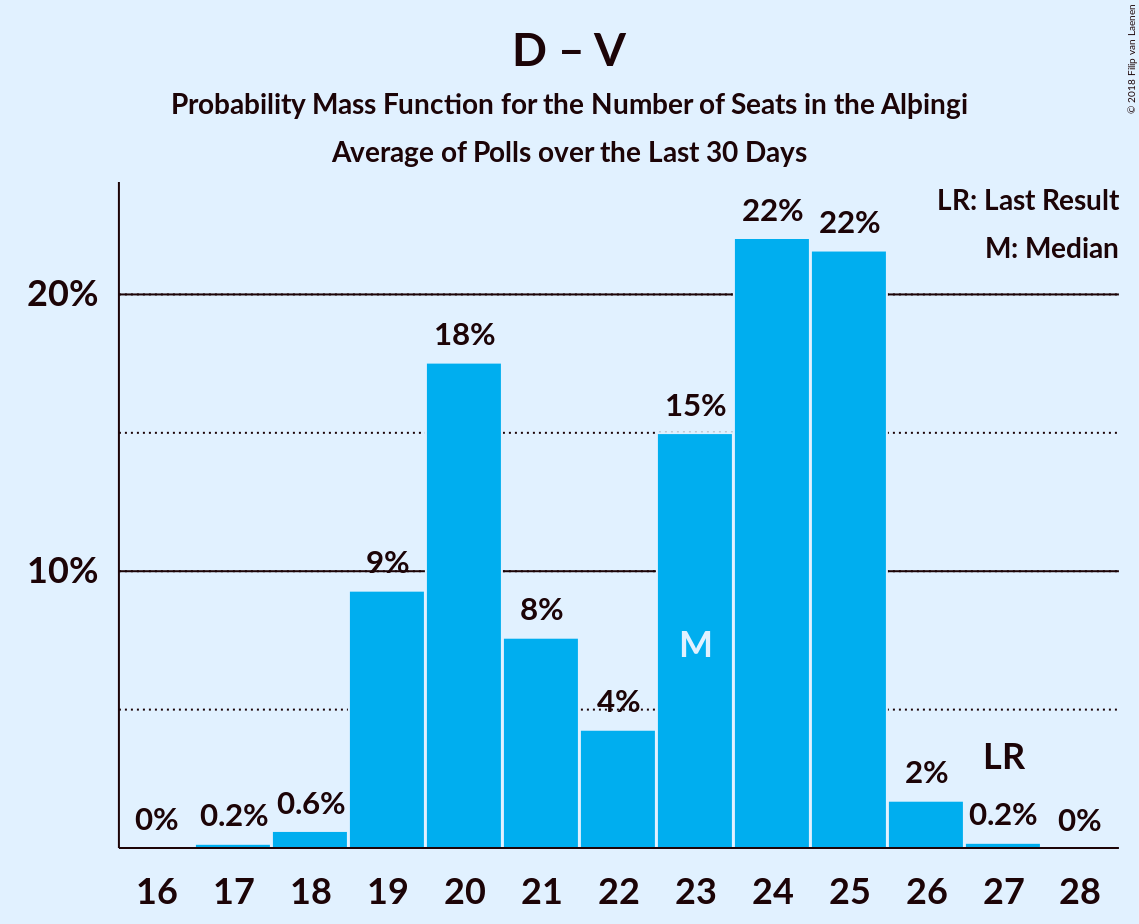 D – V
Probability Mass Function for the Number of Seats in the Alþingi
Average of Polls over the Last 30 Days
© 2018 Filip van Laenen
LR: Last Result
M: Median
20%
10%
0%
0.2%
0.6%
9%
18%
8%
4%
15%
22%
22%
2%
0.2%
0%
M
LR
16 17 18 19 20 21 22 23 24 25 26 27 28